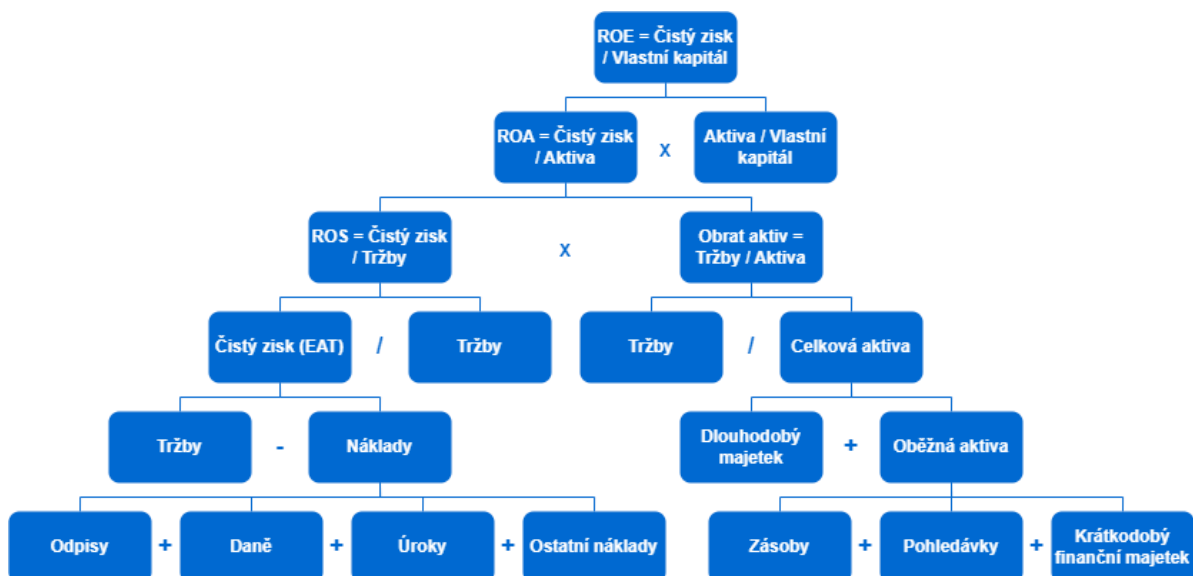 ROE = Čistý zisk
/ Vlastní kapitál
ROA = Čistý zisk
/ Aktiva
x
Aktiva / Vlastní
kapitál
ROS = Čistý zisk
/ Tržby
x
Obrat aktiv =
Tržby / Aktiva
Čistý zisk (EAT)
/
Tržby
Tržby
/
Celková aktiva
Tržby
-
Náklady
Dlouhodobý
majetek
+
Oběžná aktiva
Odpisy
+
Daně
+
Úroky
+
Ostatní náklady
Zásoby
+
Pohledávky
+
Krátkodobý
finanční majetek